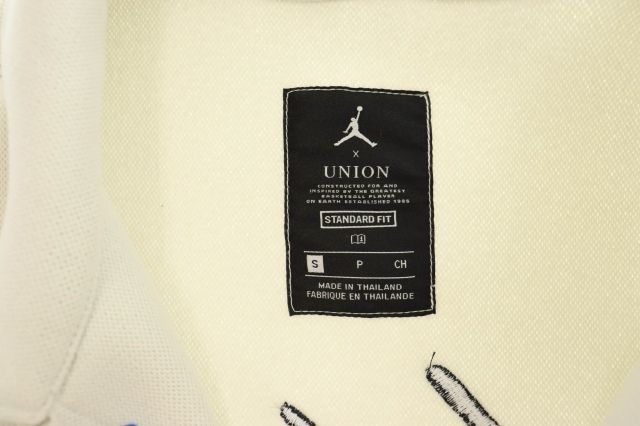 X
UNION
CONSTRUCTED FOR AND
INSPIRED BY THE GREATEST
BASKETBALL PLAYER
ON EARTH ESTABLISHED 1985
STANDARD FIT
S P CH
MADE IN THAILAND
FABRIQUE EN THAILANDE